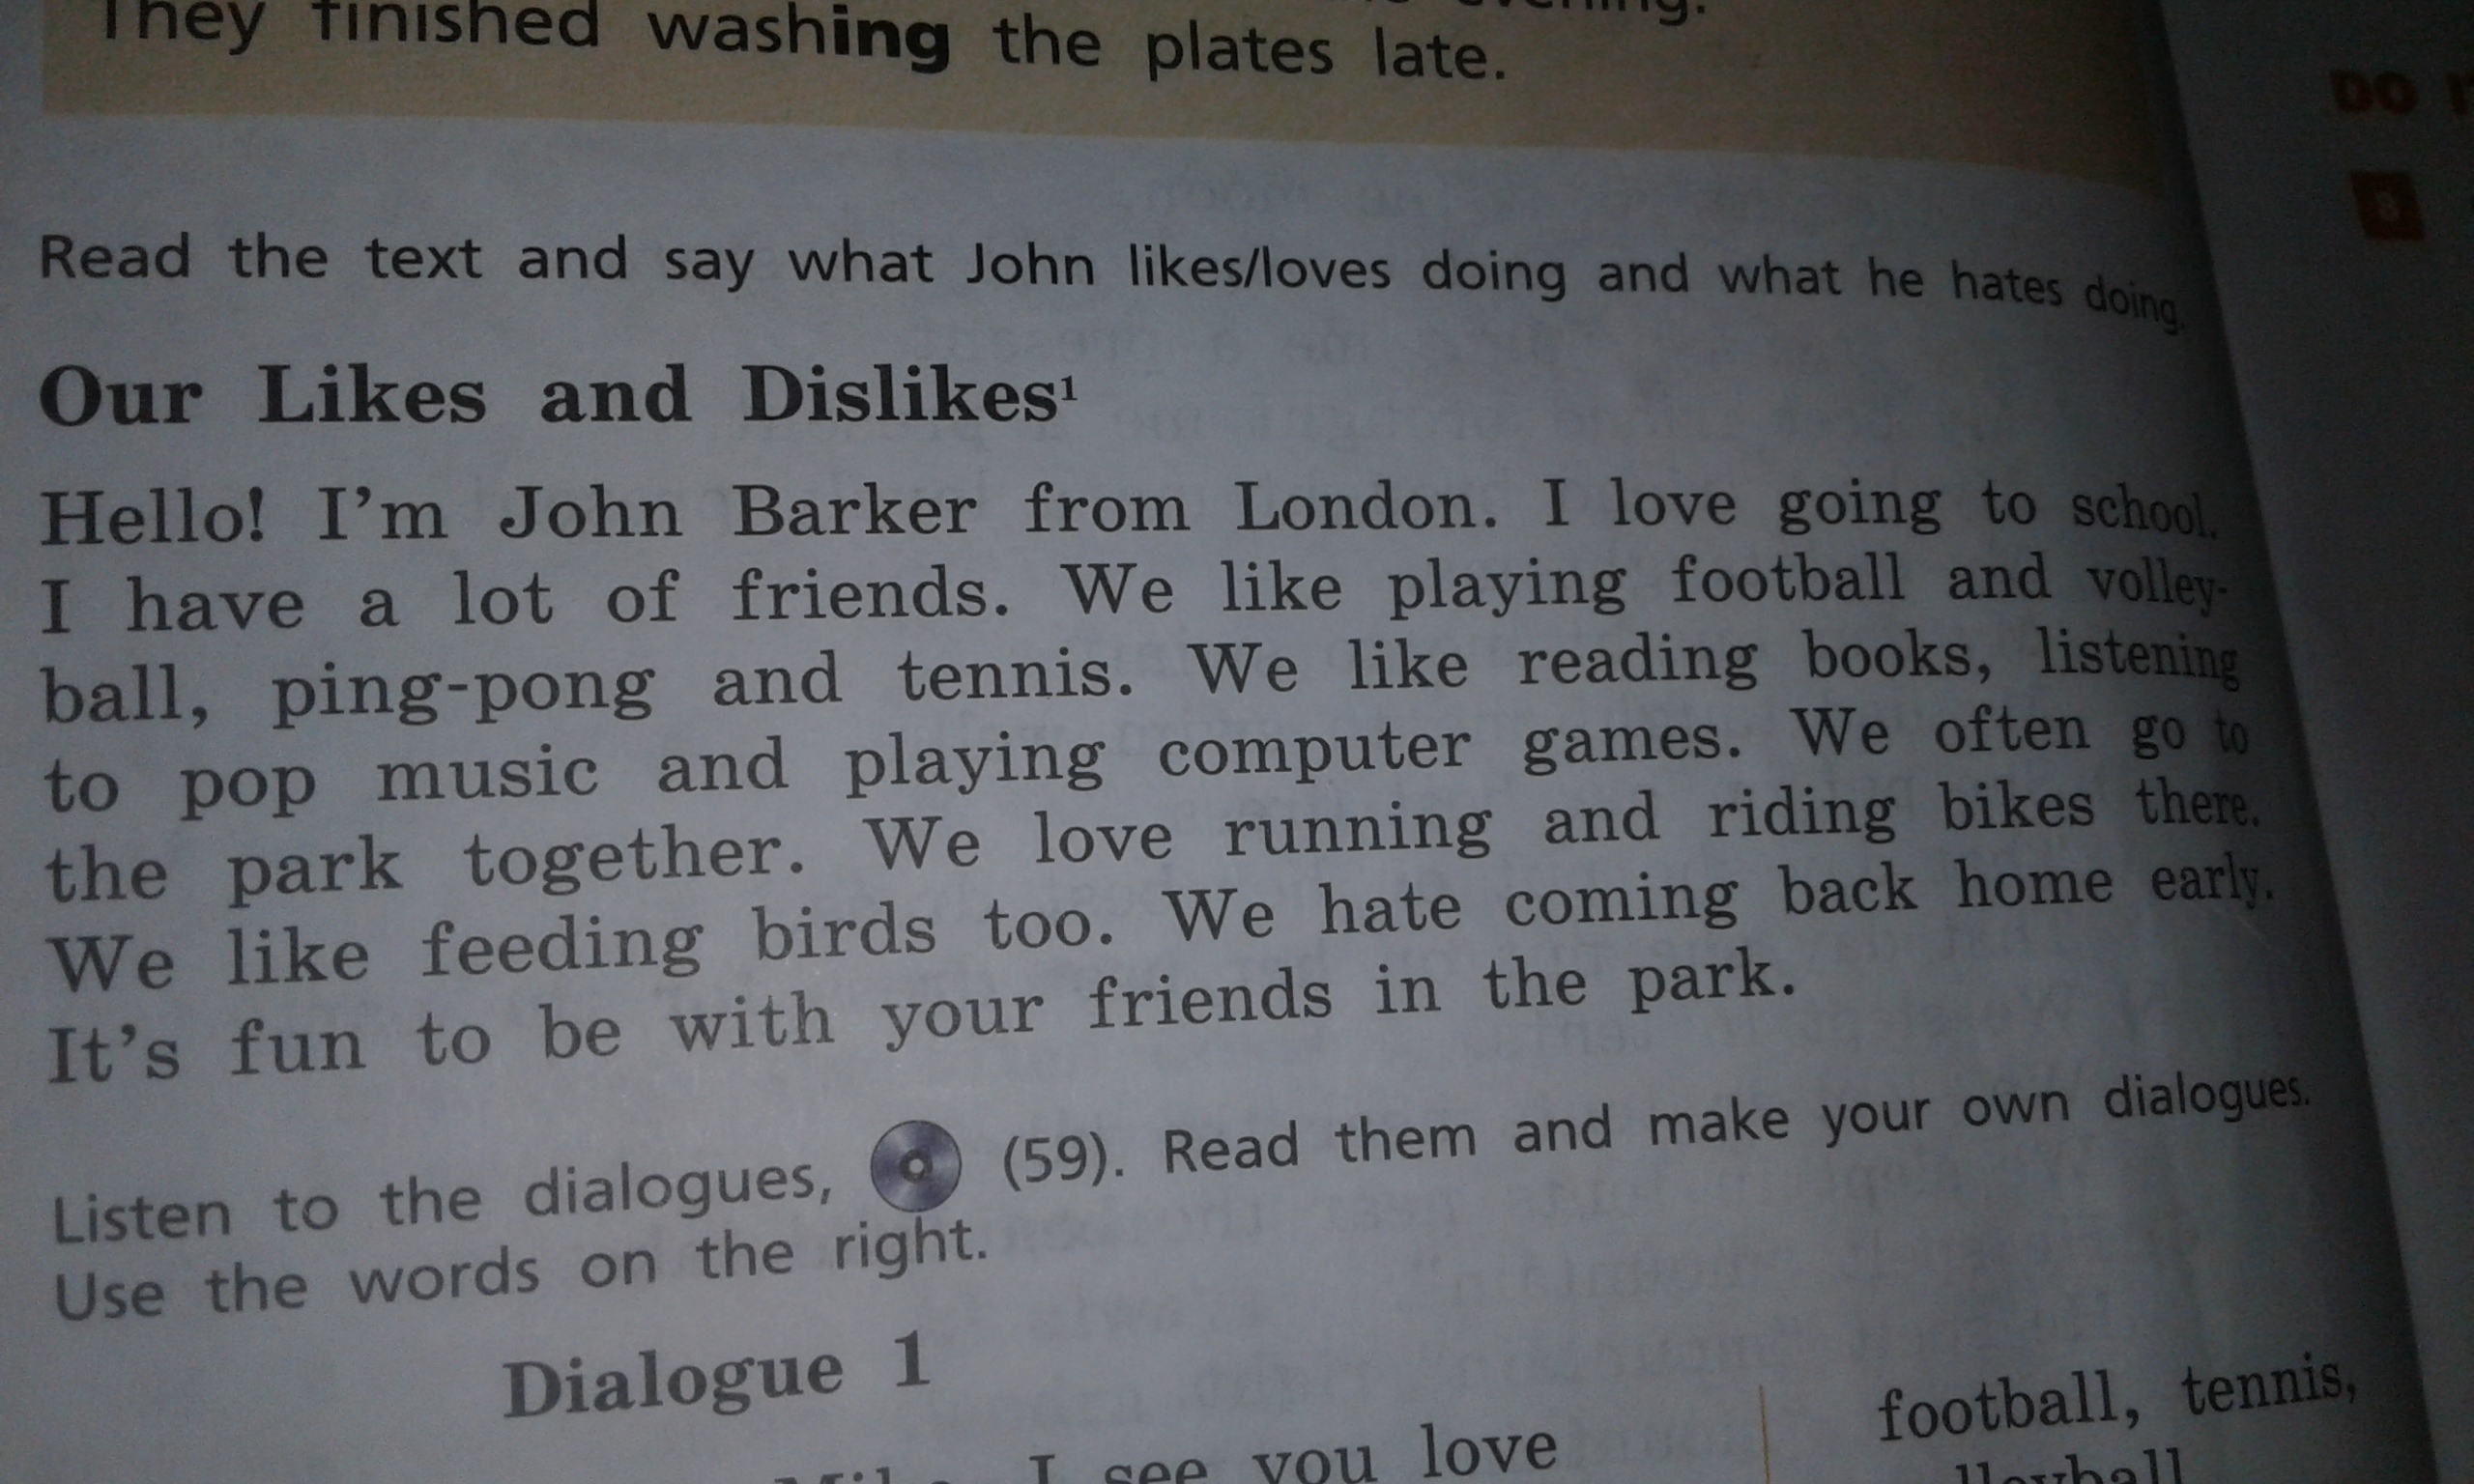 They finished washing the plates late.
DO
8
Read the text and say what John likes/loves doing and what he hates doing.
Our Likes and Dislikes¹
Hello! I'm John Barker from London. I love going to school.
I have a lot of friends. We like playing football and volley-
ball, ping-pong and tennis. We like reading books, listening
to pop music and playing computer games. We often go to
the park together. We love running and riding bikes there.
We like feeding birds too. We hate coming back home early.
It's fun to be with your friends in the park.
Listen to the dialogues, (59). Read them and make your own dialogues.
Use the words on the right.
Dialogue 1
I see you love
football, tennis,